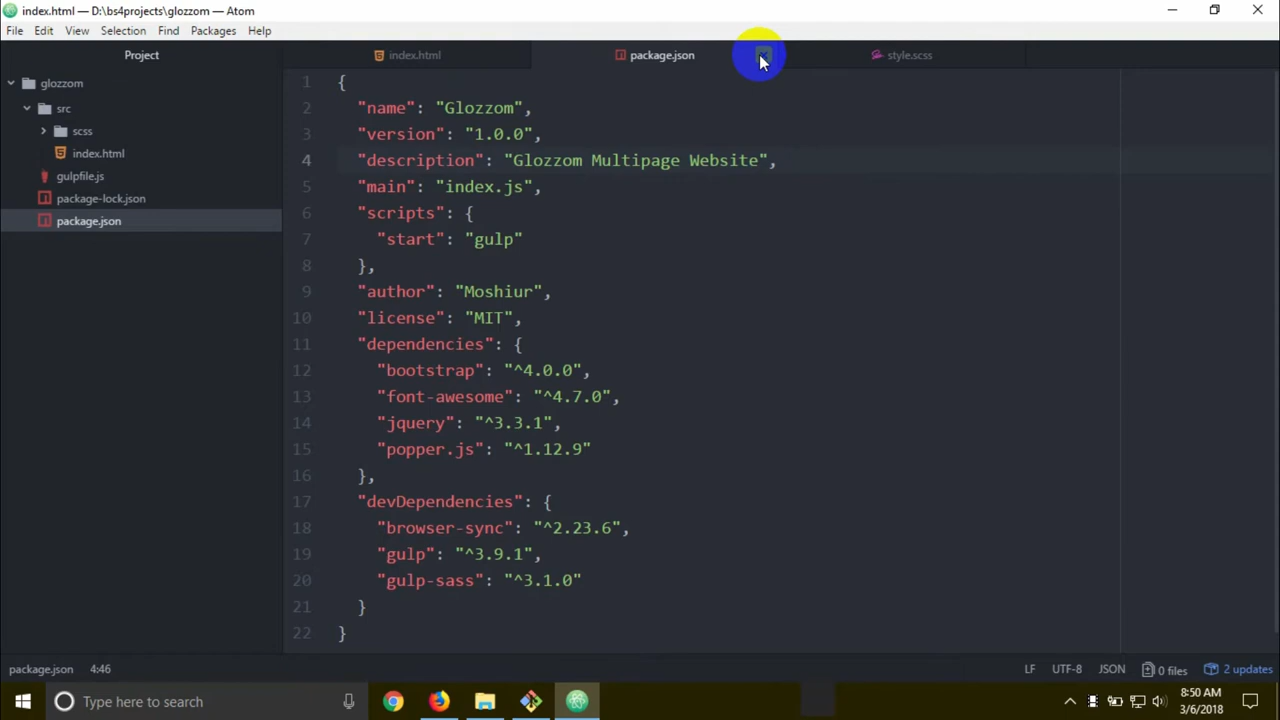 index.html — D:\bs4projects\glozzom — Atom
File Edit View Selection Find Packages Help
Project
index.html
package.json
style.scss
glozzom
src
scss
index.html
gulpfile.js
package-lock.json
package.json
1 {
2 "name": "Glozzom",
3 "version": "1.0.0",
4 "description": "Glozzom Multipage Website",
5 "main": "index.js",
6 "scripts": {
7 "start": "gulp"
8 },
9 "author": "Moshiur",
10 "license": "MIT",
11 "dependencies": {
12 "bootstrap": "^4.0.0",
13 "font-awesome": "^4.7.0",
14 "jquery": "^3.3.1",
15 "popper.js": "^1.12.9"
16 },
17 "devDependencies": {
18 "browser-sync": "^2.23.6",
19 "gulp": "^3.9.1",
20 "gulp-sass": "^3.1.0"
21 }
22 }
package.json 4:46 LF UTF-8 JSON 0 files 2 updates
Type here to search
8:50 AM
3/6/2018